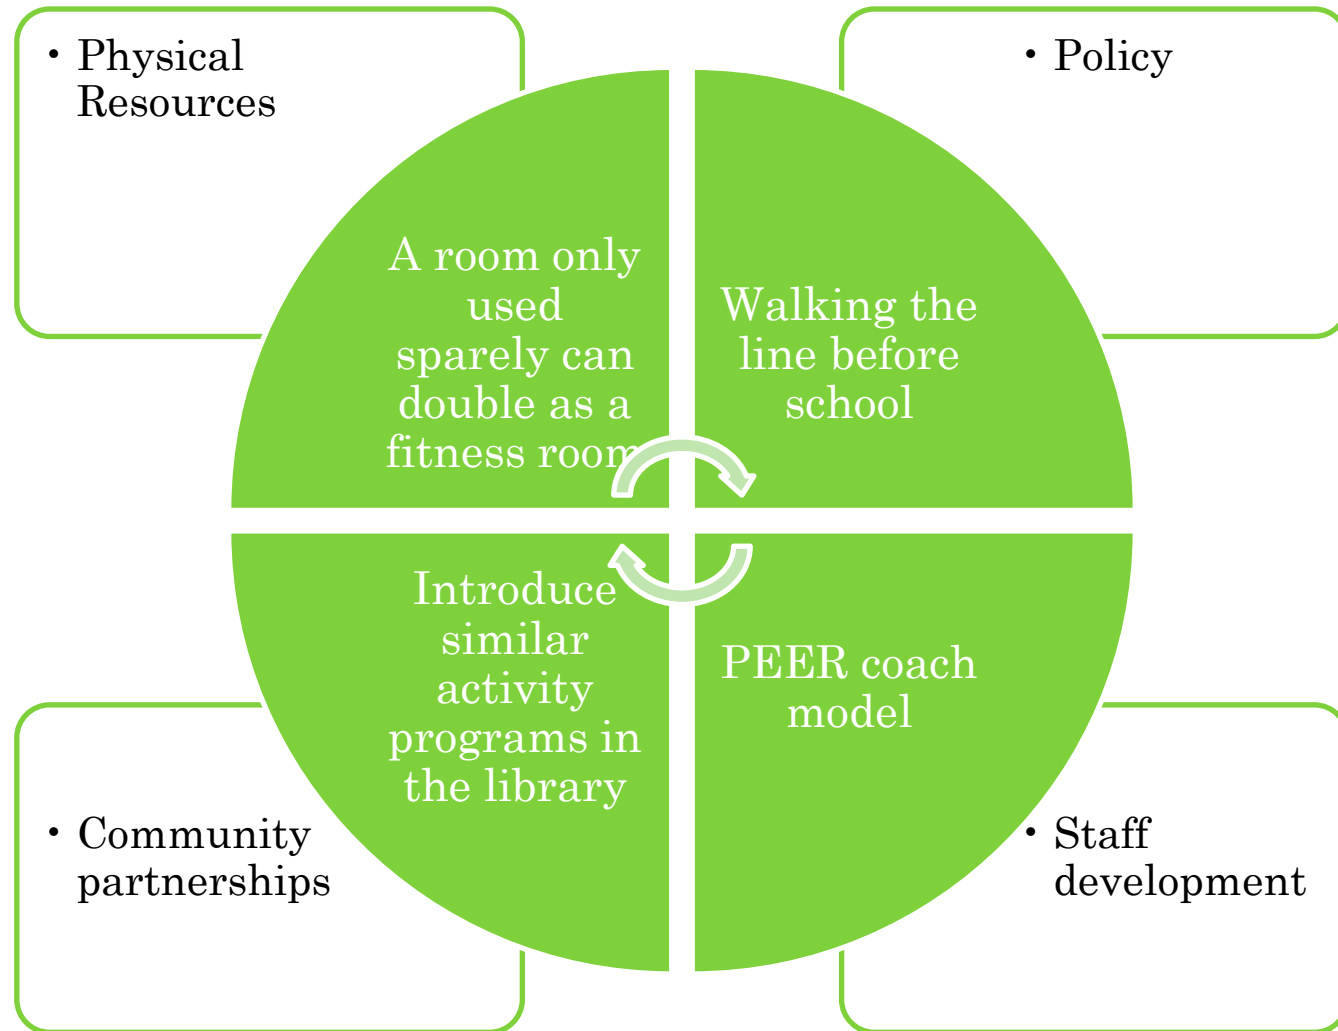 • Physical
Resources
• Policy
A room only
used
sparely can
double as a
fitness room
Walking the
line before
school
Introduce
similar
activity
programs in
the library
PEER coach
model
• Community
partnerships
• Staff
development